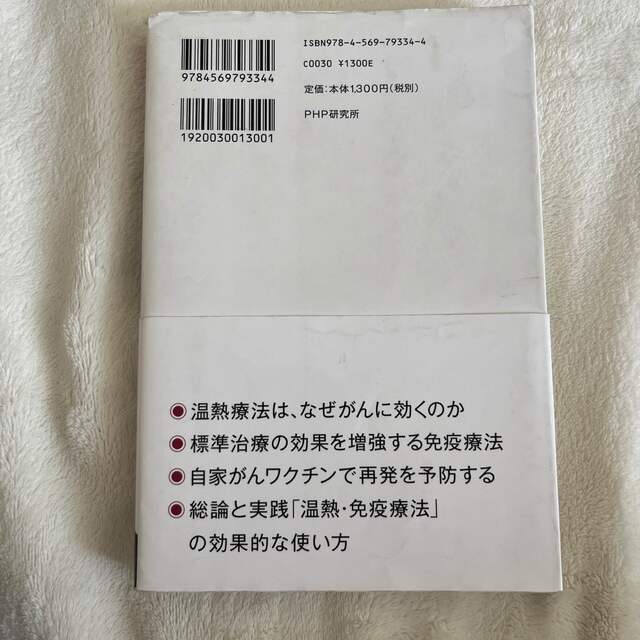 ISBN978-4-569-79334-4
9784569793344
C0030 ¥1300E
定価:本体1,300円(税別)
PHP研究所
1920030013001
◉温熱療法は、なぜがんに効くのか
◉標準治療の効果を増強する免疫療法
◉自家がんワクチンで再発を予防する
◉総論と実践「温熱・免疫療法」
の効果的な使い方